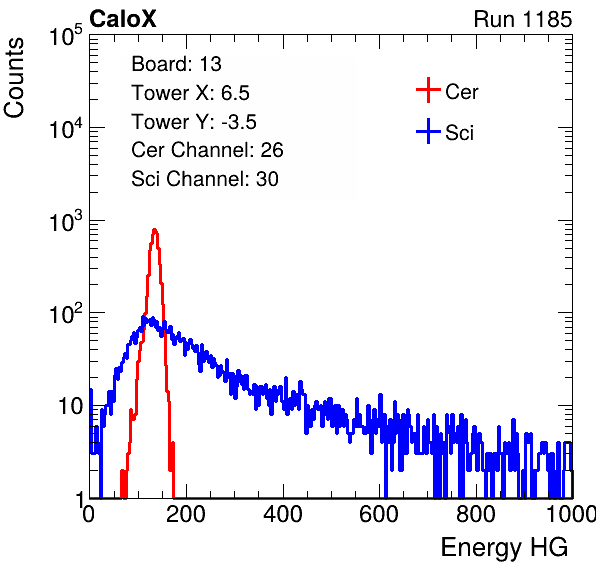 CaloX Run 1185
Counts
10^5
10^4
10^3
10^2
10
1
Board: 13
Tower X: 6.5
Tower Y: -3.5
Cer Channel: 26
Sci Channel: 30
Cer
Sci
0 200 400 600 800 1000
Energy HG